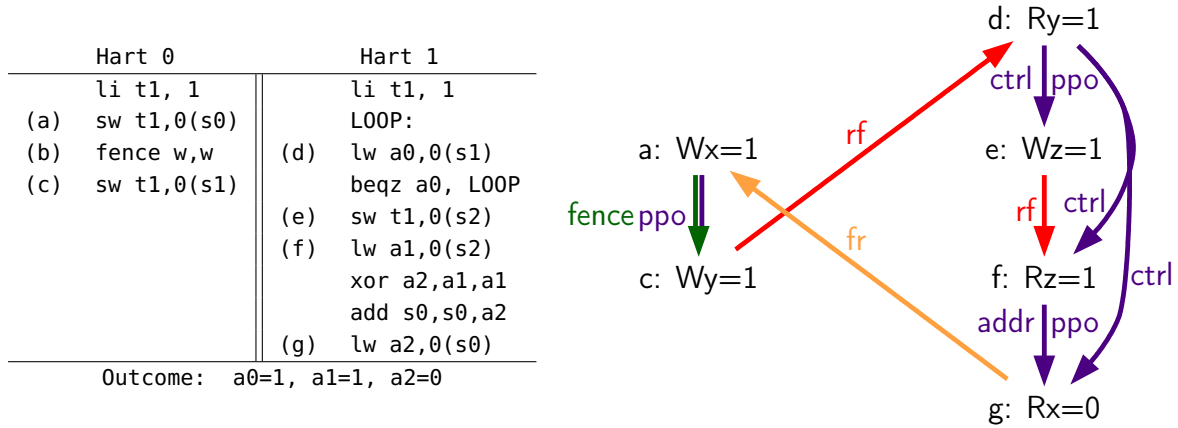 Hart 0 Hart 1
li t1, 1 li t1, 1
(a) sw t1,0(s0) LOOP:
(b) fence w,w (d) lw a0,0(s1)
(c) sw t1,0(s1) beqz a0, LOOP
(e) sw t1,0(s2)
(f) lw a1,0(s2)
xor a2,a1,a1
add s0,s0,a2
(g) lw a2,0(s0)
Outcome: a0=1, a1=1, a2=0
d: Ry=1
ctrl ppo
rf
a: Wx=1
e: Wz=1
fence ppo
rf
ctrl
fr
c: Wy=1
f: Rz=1
ctrl
addr ppo
g: Rx=0